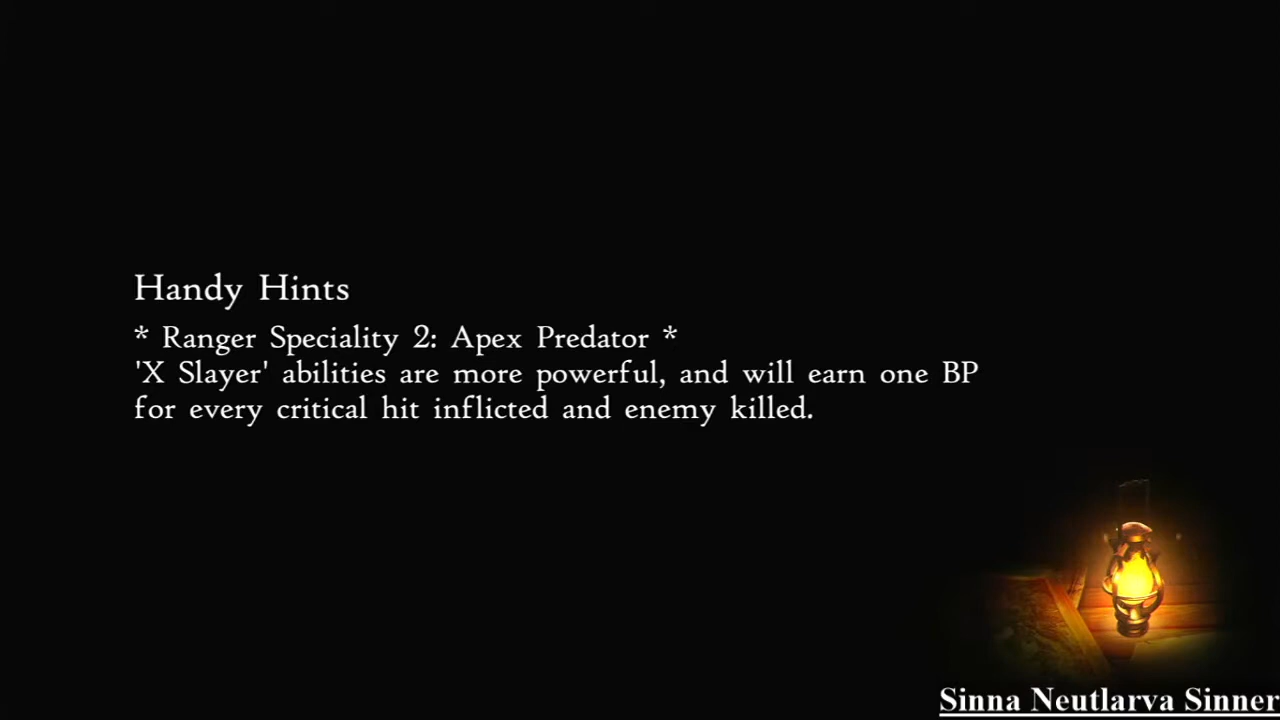 Handy Hints
* Ranger Speciality 2: Apex Predator *
'X Slayer' abilities are more powerful, and will earn one BP
for every critical hit inflicted and enemy killed.
Sinna Neutlarva Sinner